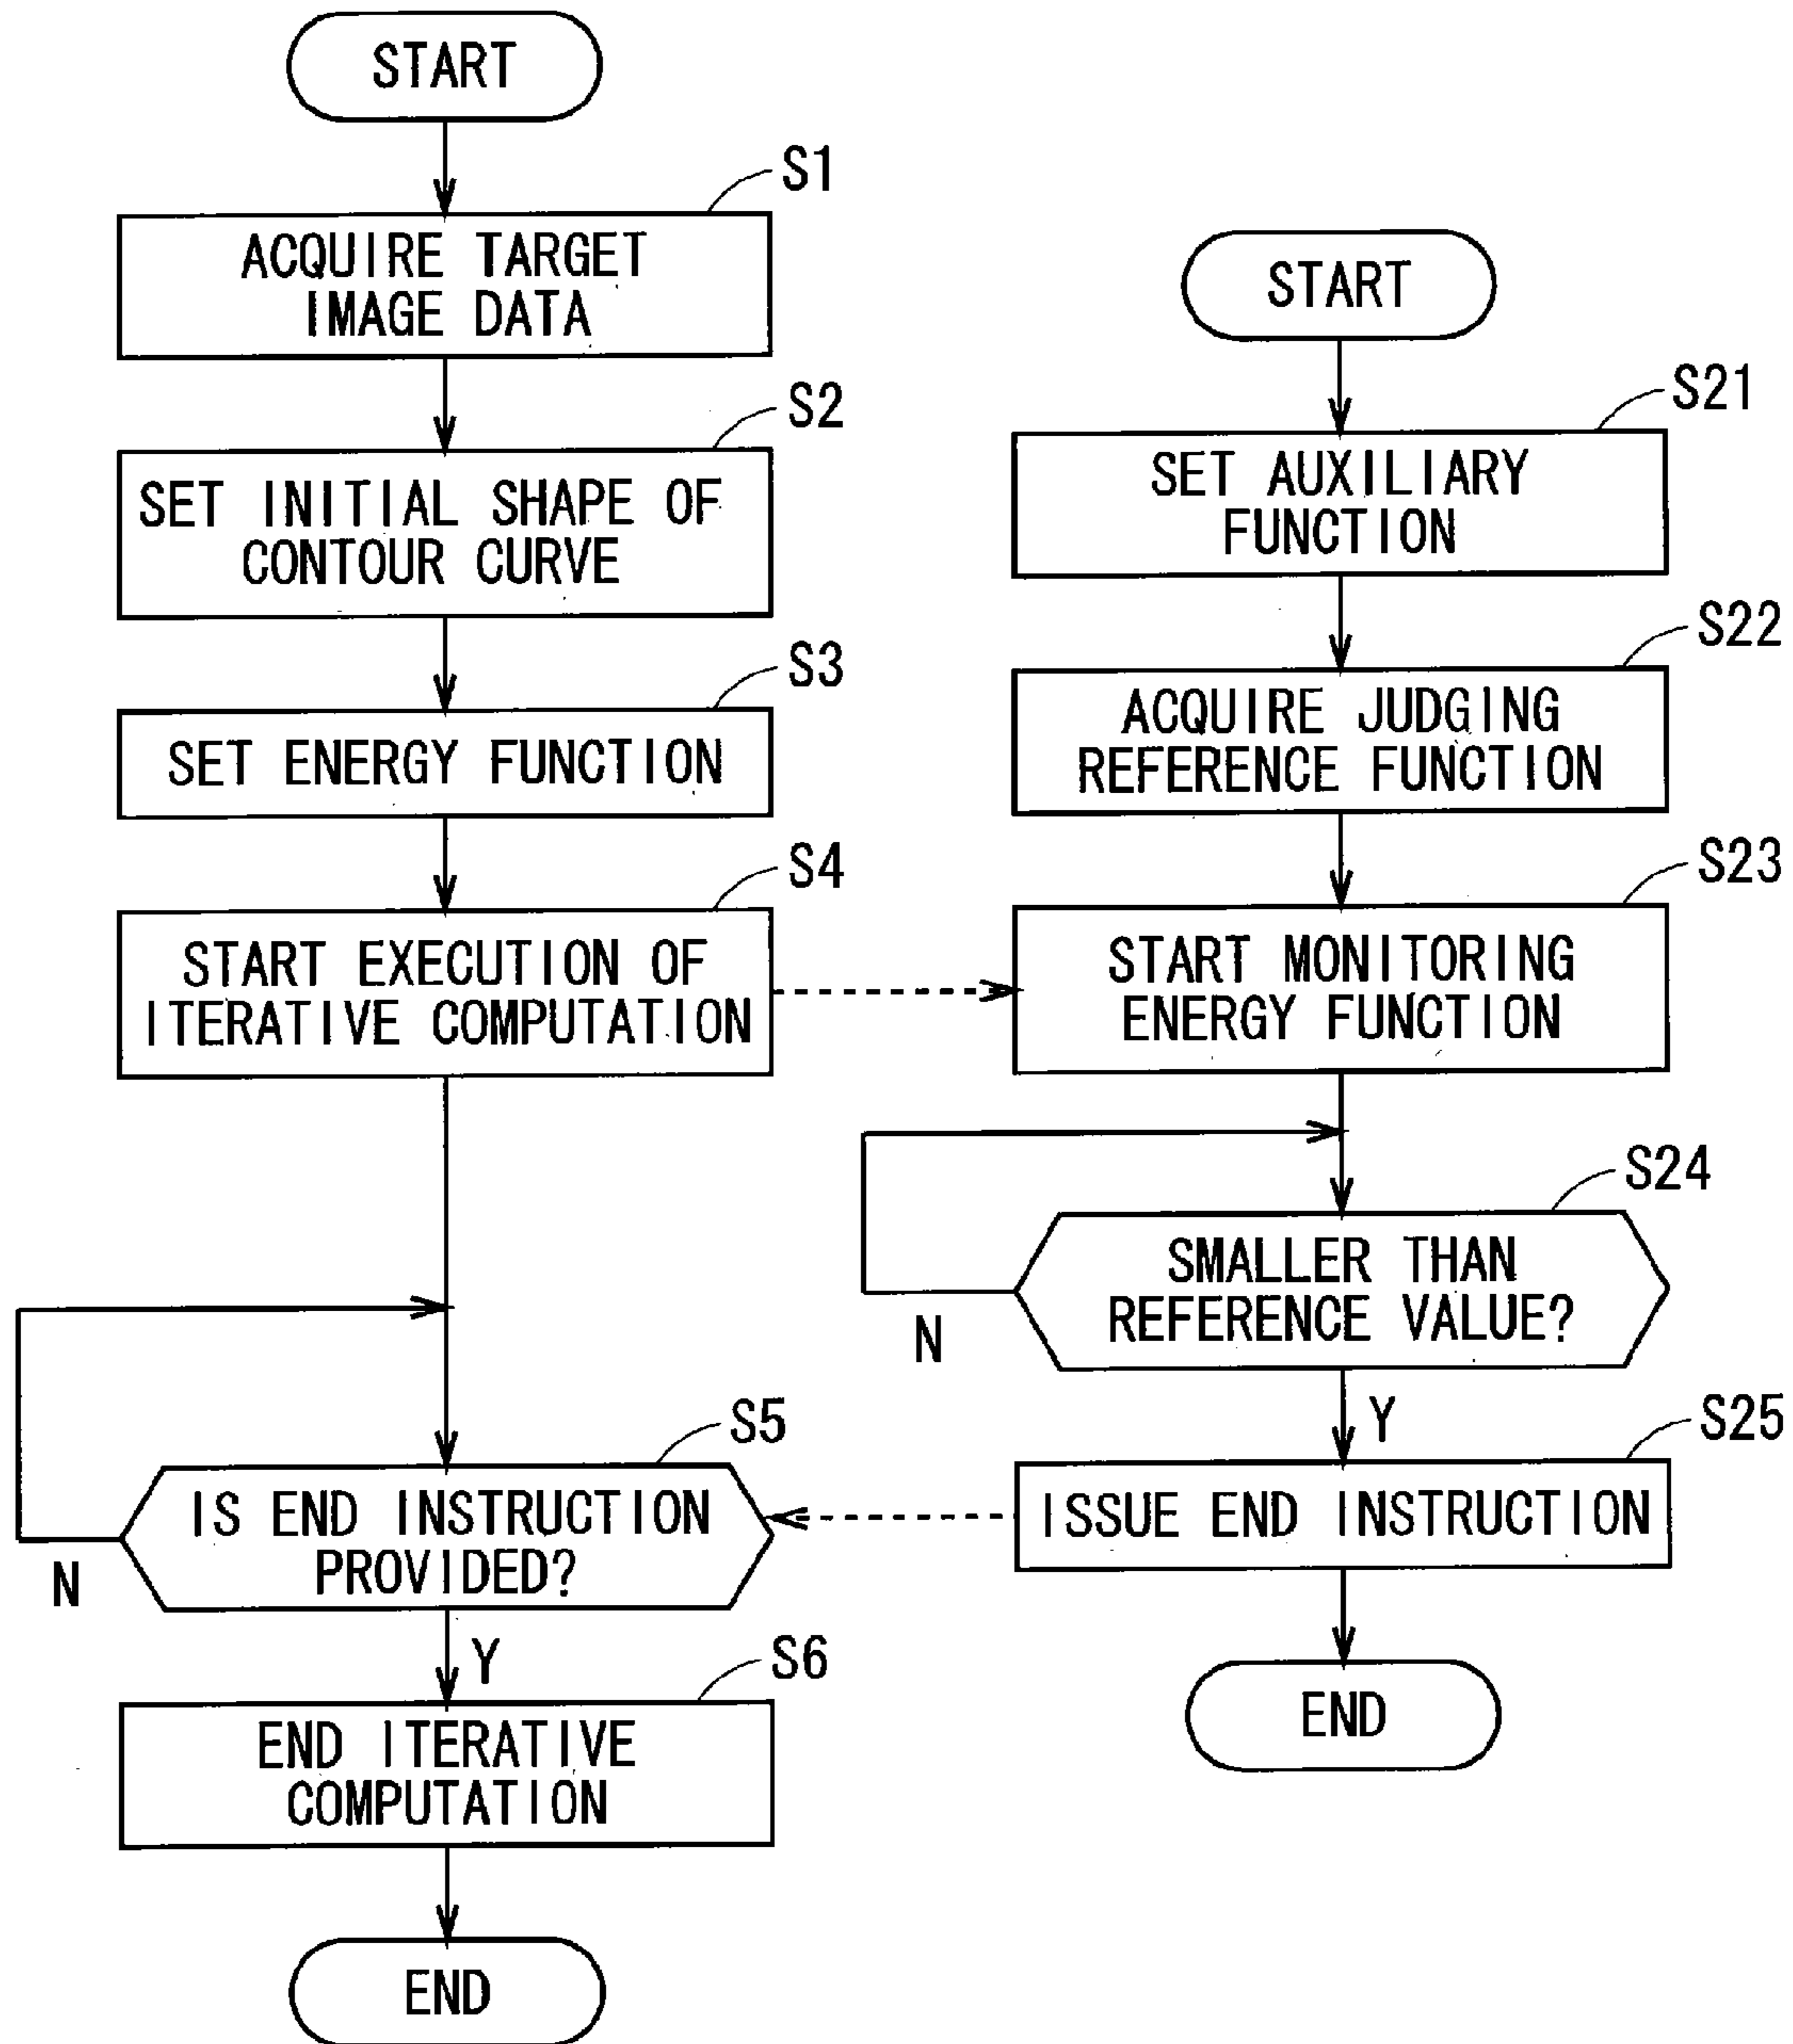 START
S1
ACQUIRE TARGET
IMAGE DATA
S2
SET INITIAL SHAPE OF
CONTOUR CURVE
S3
SET ENERGY FUNCTION
S4
START EXECUTION OF
ITERATIVE COMPUTATION
S5
IS END INSTRUCTION
PROVIDED?
N
Y
S6
END ITERATIVE
COMPUTATION
END
START
S21
SET AUXILIARY
FUNCTION
S22
ACQUIRE JUDGING
REFERENCE FUNCTION
S23
START MONITORING
ENERGY FUNCTION
S24
SMALLER THAN
REFERENCE VALUE?
N
Y
S25
ISSUE END INSTRUCTION
END